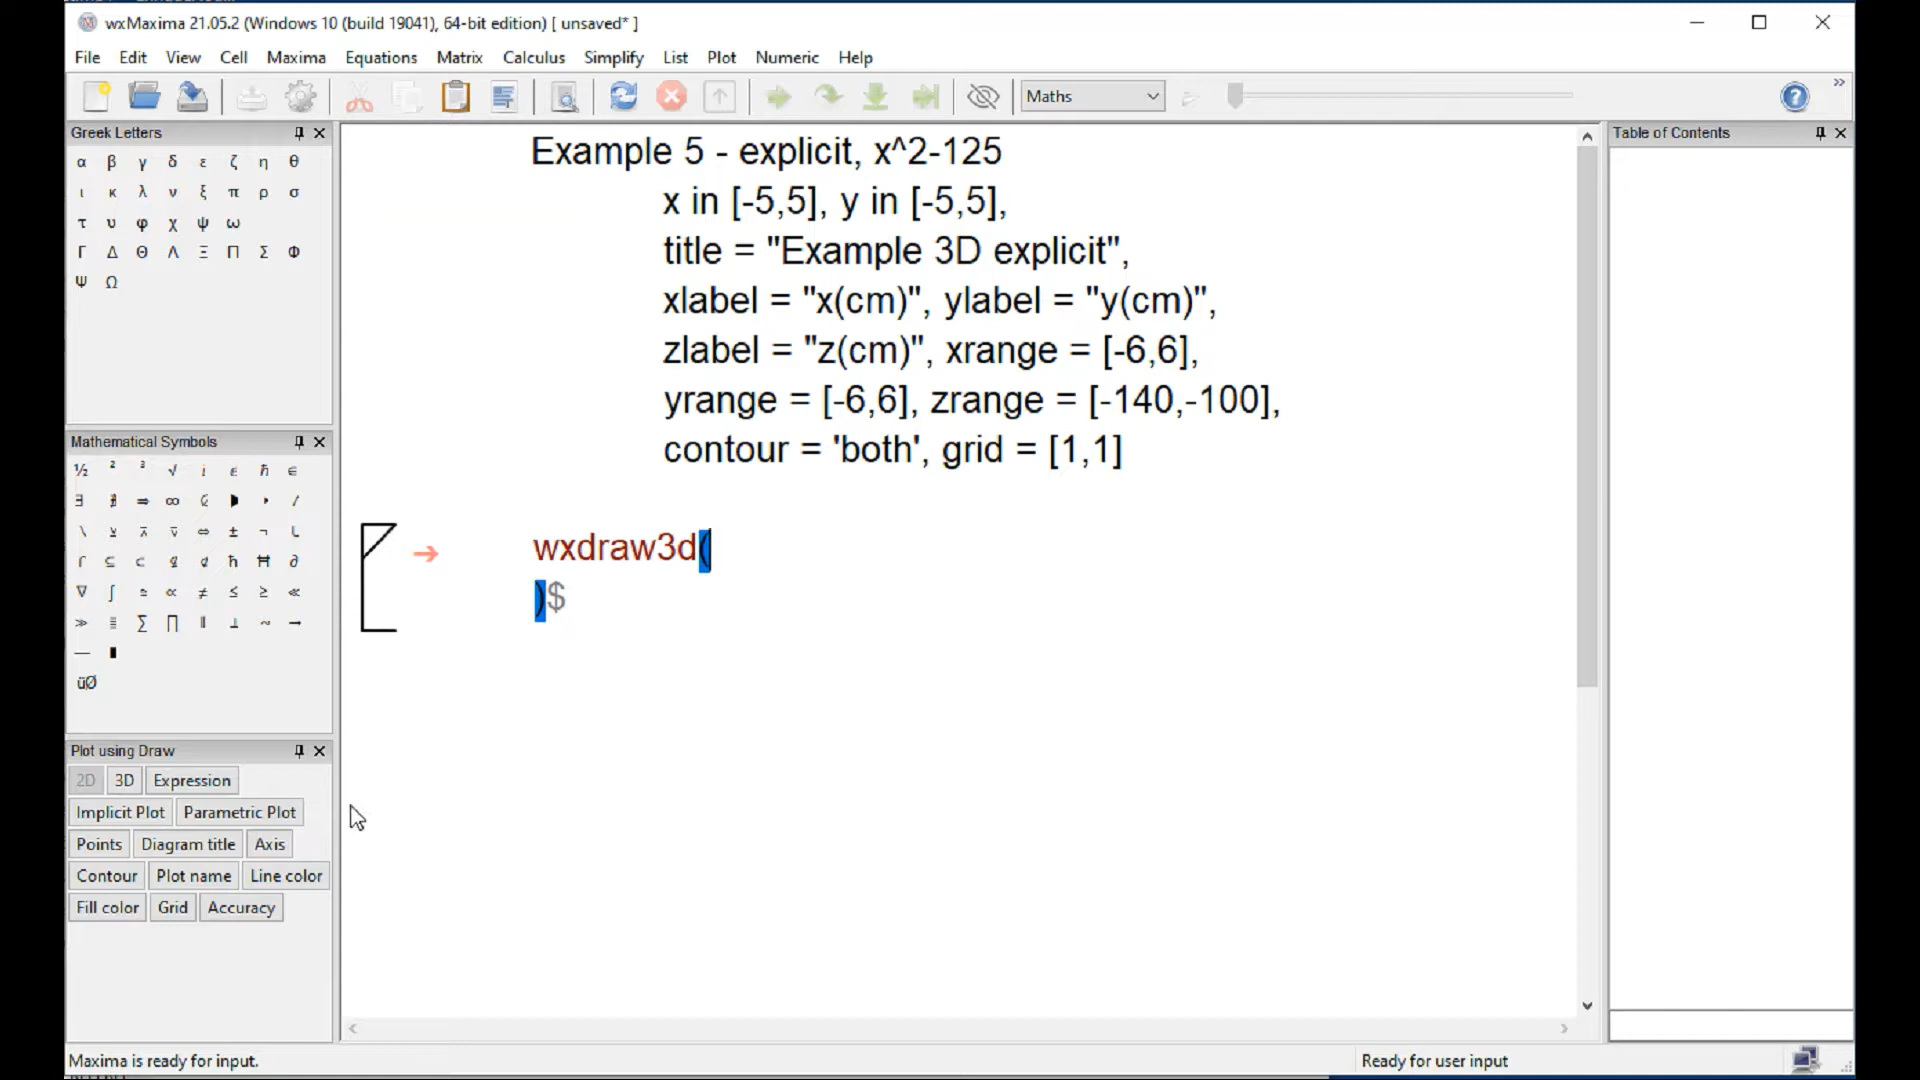 wxMaxima 21.05.2 (Windows 10 (build 19041), 64-bit edition) [ unsaved* ]
File Edit View Cell Maxima Equations Matrix Calculus Simplify List Plot Numeric Help
Maths
Greek Letters
α β γ δ ε ζ η θ
ι κ λ ν ξ π ρ σ
τ υ φ χ ψ ω
Γ Δ Θ Λ Ξ Π Σ Φ
Ψ Ω
Mathematical Symbols
½ ² ³ √ i e ħ ∈
∃ ∄ ⇒ ∞
⇔ ± ¬
⊆ ⊂ ħ ∂
∇ ∫ ≅ ∝ ≠ ≤ ≥ ≪
≫ ≣ ∑ ∏ ∥ ⟂ ~ →
— ▮
üØ
Plot using Draw
2D 3D Expression
Implicit Plot Parametric Plot
Points Diagram title Axis
Contour Plot name Line color
Fill color Grid Accuracy
Example 5 - explicit, x^2-125
x in [-5,5], y in [-5,5],
title = "Example 3D explicit",
xlabel = "x(cm)", ylabel = "y(cm)",
zlabel = "z(cm)", xrange = [-6,6],
yrange = [-6,6], zrange = [-140,-100],
contour = 'both', grid = [1,1]
wxdraw3d(
)$
Table of Contents
Maxima is ready for input.
Ready for user input